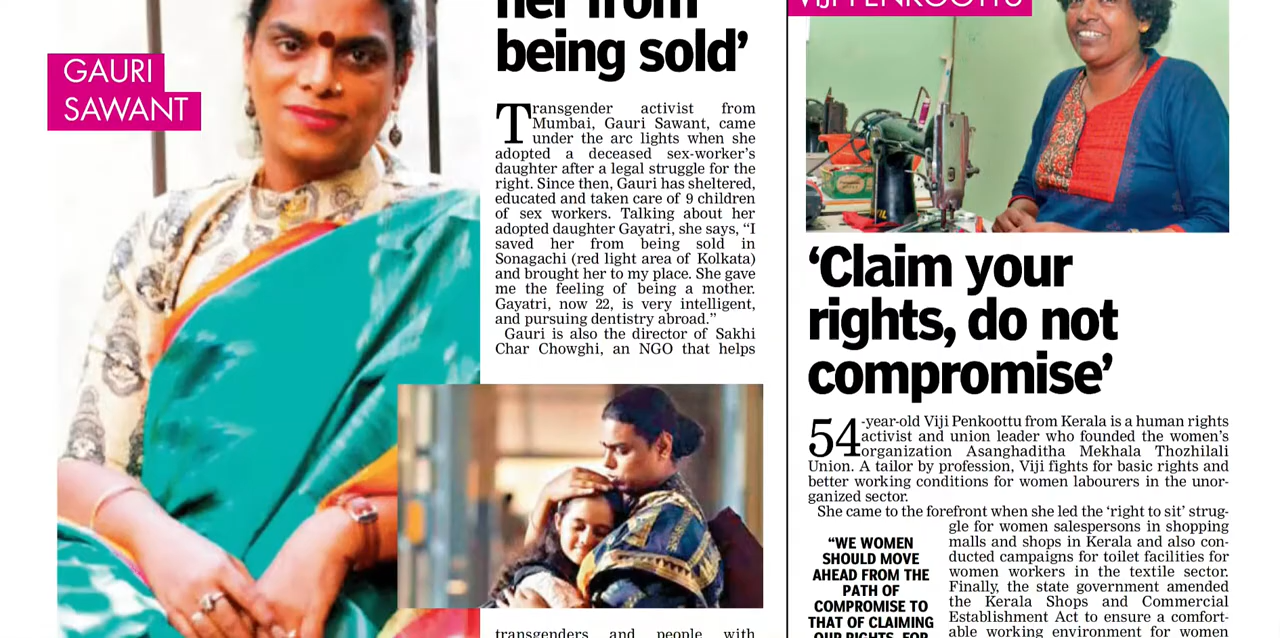 GAURI
SAWANT
her from
being sold’
Transgender activist from
Mumbai, Gauri Sawant, came
under the arc lights when she
adopted a deceased sex-worker’s
daughter after a legal struggle for the
right. Since then, Gauri has sheltered,
educated and taken care of 9 children
of sex workers. Talking about her
adopted daughter Gayatri, she says, “I
saved her from being sold in
Sonagachi (red light area of Kolkata)
and brought her to my place. She gave
me the feeling of being a mother.
Gayatri, now 22, is very intelligent,
and pursuing dentistry abroad.”
Gauri is also the director of Sakhi
Char Chowghi, an NGO that helps
transgenders and people with
VIJI PENKOOTTU
‘Claim your
rights, do not
compromise’
54-year-old Viji Penkoottu from Kerala is a human rights
activist and union leader who founded the women’s
organization Asanghaditha Mekhala Thozhilali
Union. A tailor by profession, Viji fights for basic rights and
better working conditions for women labourers in the unor-
ganized sector.
She came to the forefront when she led the ‘right to sit’ strug-
gle for women salespersons in shopping
malls and shops in Kerala and also con-
ducted campaigns for toilet facilities for
women workers in the textile sector.
Finally, the state government amended
the Kerala Shops and Commercial
Establishment Act to ensure a comfort-
able working environment for women
“WE WOMEN
SHOULD MOVE
AHEAD FROM THE
PATH OF
COMPROMISE TO
THAT OF CLAIMING
OUR RIGHTS. FOR